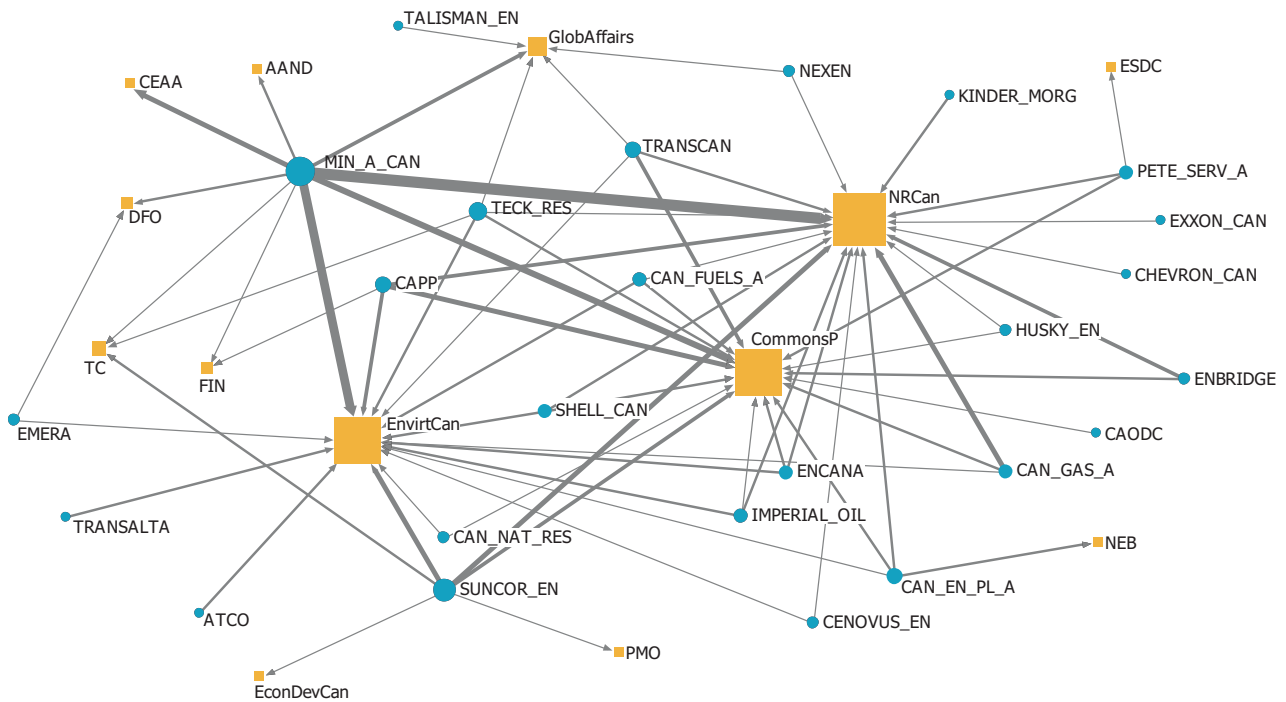 TALISMAN_EN
GlobAffairs
AAND
ESDC
NEXEN
CEAA
KINDER_MORG
TRANSCAN
MIN_A_CAN
PETE_SERV_A
NRCan
TECK_RES
DFO
EXXON_CAN
CHEVRON_CAN
CAN_FUELS_A
CAPP
HUSKY_EN
CommonsP
TC
FIN
ENBRIDGE
SHELL_CAN
EnvirtCan
EMERA
CAODC
ENCANA
CAN_GAS_A
IMPERIAL_OIL
TRANSALTA
CAN_NAT_RES
NEB
CAN_EN_PL_A
SUNCOR_EN
ATCO
CENOVUS_EN
PMO
EconDevCan